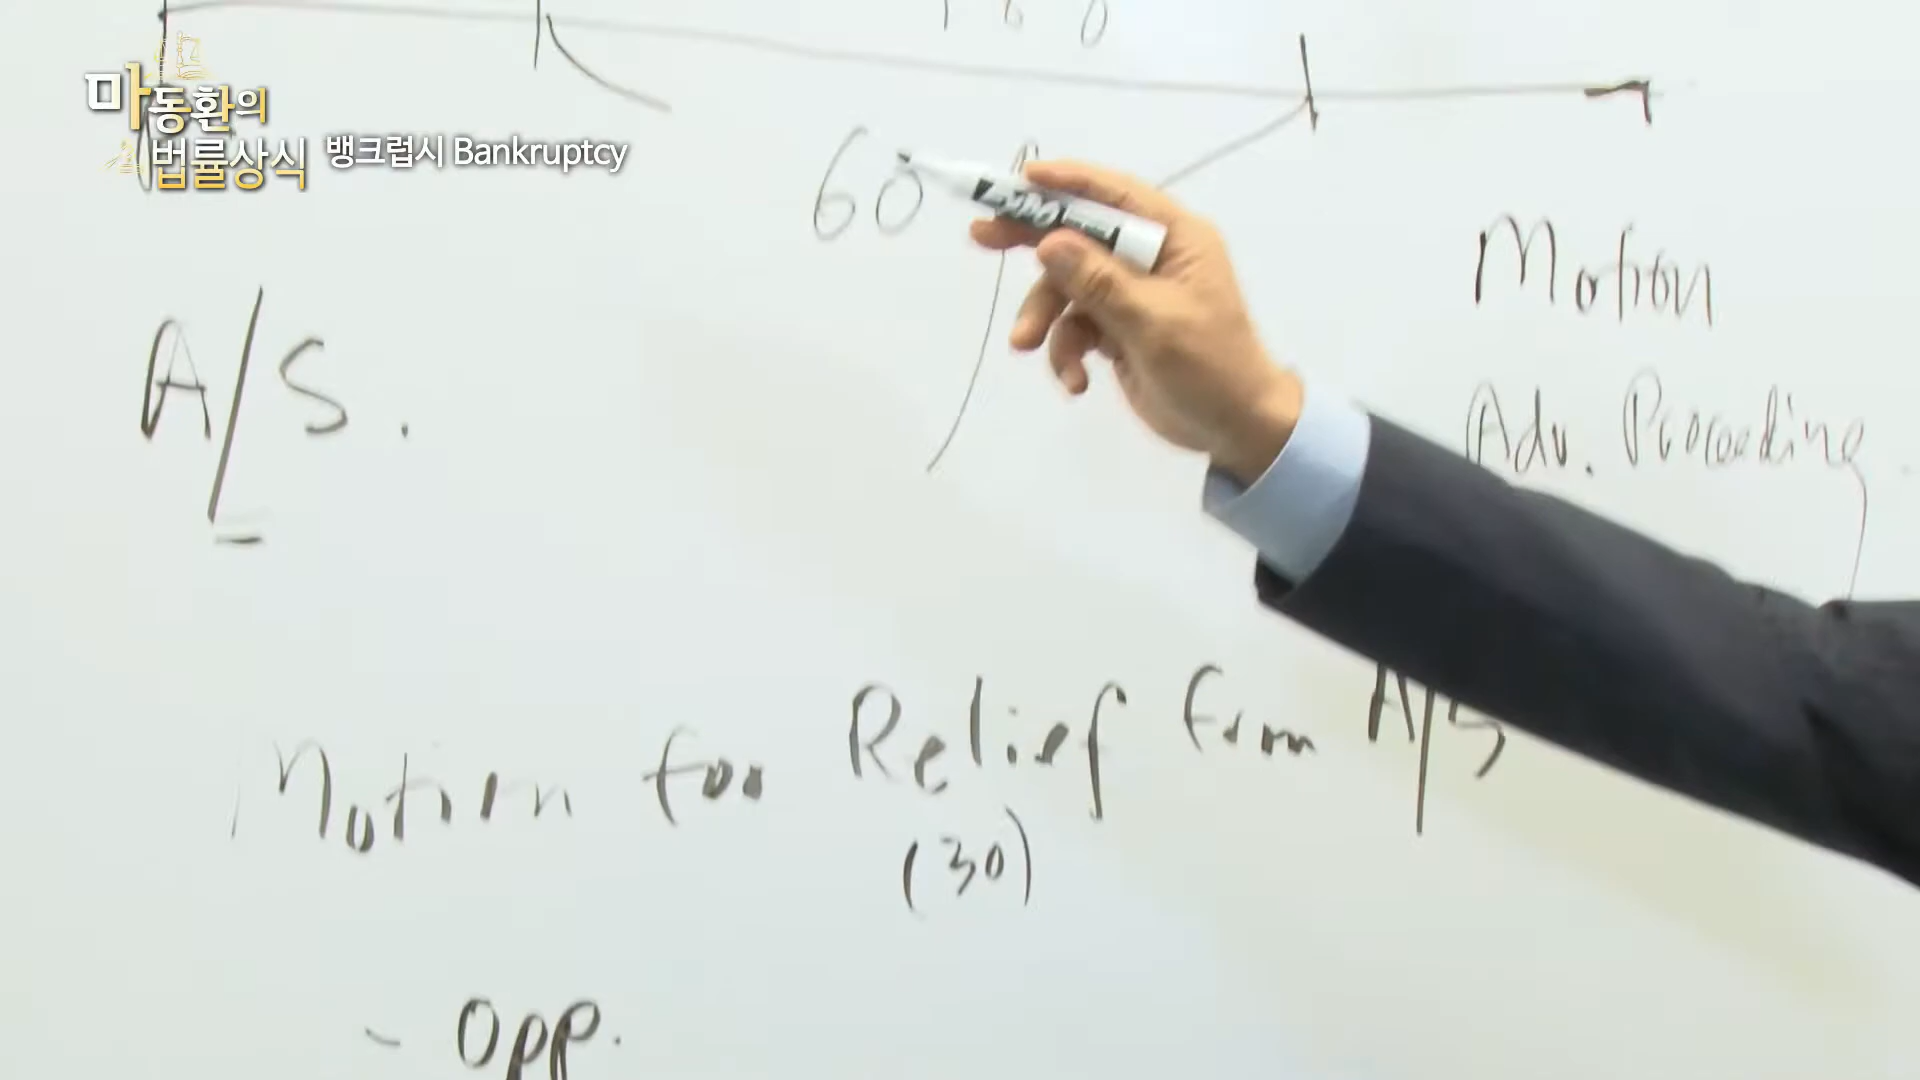 마동환의
법률상식
뱅크럽시 Bankruptcy
60
A/S.
Motion
Adv. Proceeding
Motion for Relief from A/S
(30)
- Opp.